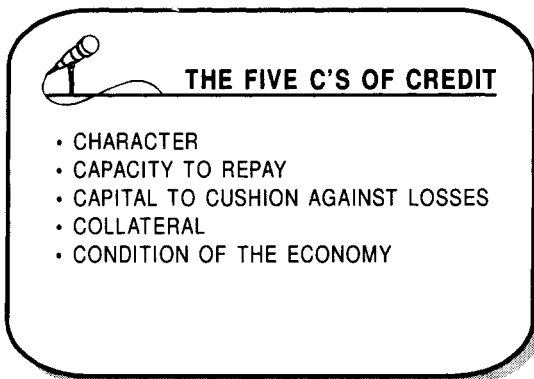 THE FIVE C'S OF CREDIT
• CHARACTER
• CAPACITY TO REPAY
• CAPITAL TO CUSHION AGAINST LOSSES
• COLLATERAL
• CONDITION OF THE ECONOMY